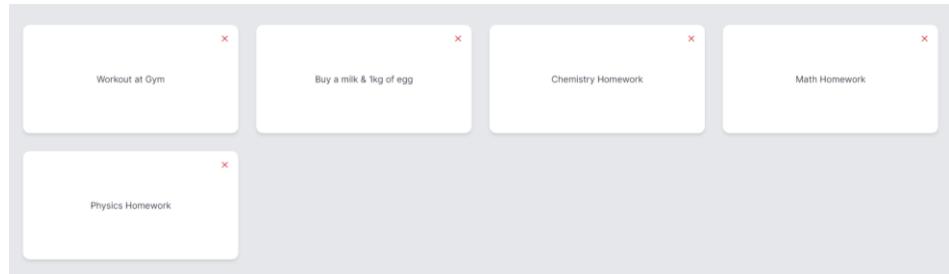 Workout at Gym
Buy a milk & 1kg of egg
Chemistry Homework
Math Homework
Physics Homework